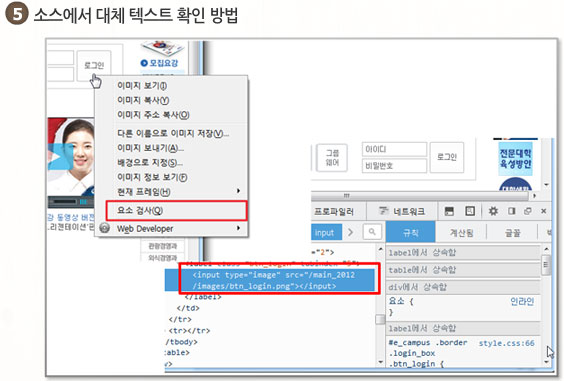 5 소스에서 대체 텍스트 확인 방법
로그인
모집요강
이미지 보기(I)
이미지 복사(Y)
이미지 주소 복사(O)
다른 이름으로 이미지 저장(V)...
이미지 보내기(A)...
배경으로 지정(S)...
이미지 정보 보기(F)
현재 프레임(H)
요소 검사(Q)
Web Developer
강 동영상 버전
관광경영과
외식경영과
그룹
웨어
아이디
비밀번호
로그인
전문대학
육성방안
프로파일러
네트워크
input
규칙
계산됨
글꼴
="2">
<label class="btn_login" tabindex="3">
<input type="image" src="/main_2012
/images/btn_login.png"></input>
</label>
</td>
</tr>
<tr></tr>
/tbody>
table>
>
label에서 상속함
table에서 상속함
div에서 상속함
요소 {
인라인
}
label에서 상속함
#e_campus .border
style.css:66
.login_box
.btn_login {